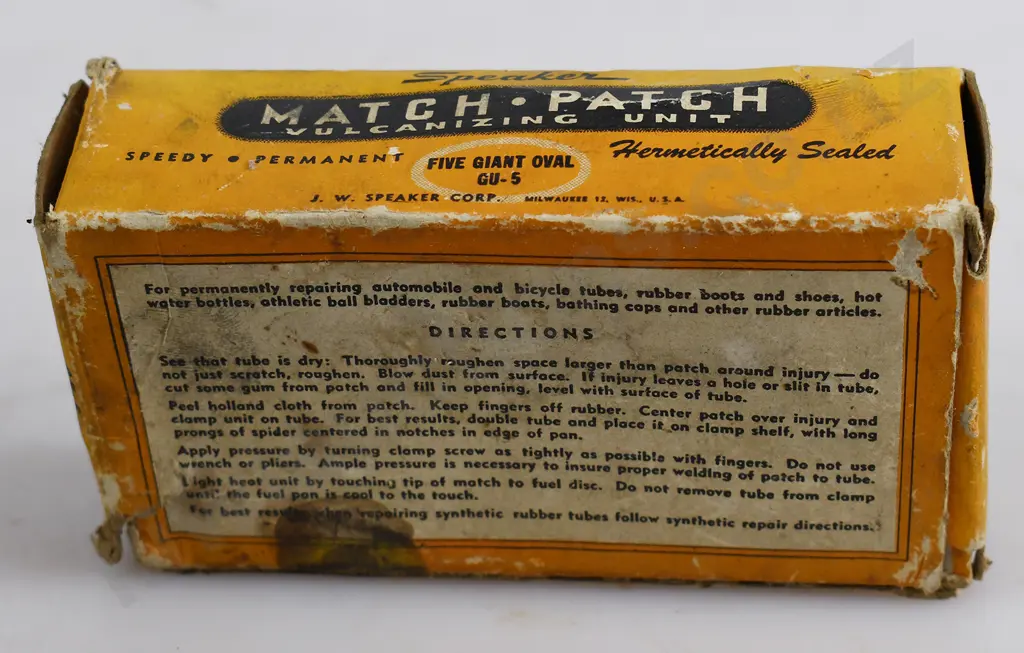 Speaker
MATCH • PATCH
VULCANIZING UNIT
SPEEDY • PERMANENT
FIVE GIANT OVAL
GU-5
Hermetically Sealed
J. W. SPEAKER CORP. MILWAUKEE 12, WIS., U.S.A.
For permanently repairing automobile and bicycle tubes, rubber boots and shoes, hot
water bottles, athletic ball bladders, rubber boats, bathing caps and other rubber articles.
DIRECTIONS
See that tube is dry: Thoroughly roughen space larger than patch around injury — do
not just scratch, roughen. Blow dust from surface. If injury leaves a hole or slit in tube,
cut some gum from patch and fill in opening, level with surface of tube.
Peel holland cloth from patch. Keep fingers off rubber. Center patch over injury and
clamp unit on tube. For best results, double tube and place it on clamp shelf, with long
prongs of spider centered in notches in edge of pan.
Apply pressure by turning clamp screw as tightly as possible with fingers. Do not use
wrench or pliers. Ample pressure is necessary to insure proper welding of patch to tube.
Light heat unit by touching tip of match to fuel disc. Do not remove tube from clamp
until the fuel pan is cool to the touch.
For best results when repairing synthetic rubber tubes follow synthetic repair directions.